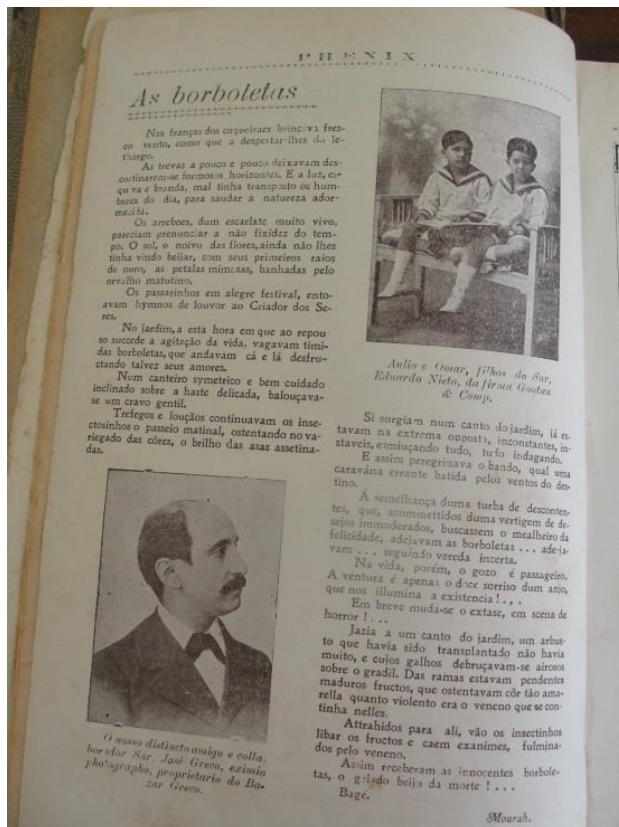 PHENIX
As borboletas
Nas franças dos coqueiraes brincava fres-
co vento, como que a despertar-lhes do le-
thargo.
As trevas a pouco e pouco deixavam des-
cortinarem-se formosos horizontes. E a luz, es-
quiva e branda, mal tinha transposto os hum-
braes do dia, para saudar a natureza ador-
mecida.
Os arreboes, dum escarlate muito vivo,
pareciam prenunciar a não fixidez do tem-
po. O sol, o noivo das flores, ainda não lhes
tinha vindo beijar, com seus primeiros raios
de ouro, as petalas mimosas, banhadas pelo
orvalho matutino.
Os passarinhos em alegre festival, ento-
avam hymnos de louvor ao Criador dos Se-
res.
No jardim, a esta hora em que ao repou-
so succede a agitação da vida, vagavam timi-
das borboletas, que andavam cá e lá desfru-
ctando talvez seus amores.
Num canteiro symetrico e bem cuidado
inclinado sobre a haste delicada, balouçava-
se um cravo gentil.
Trefegos e louçãos continuavam os inse-
ctosinhos o passeio matinal, ostentando no va-
riegado das côres, o brilho das asas assetina-
das.
O nosso distincto amigo e colla-
borador Snr. José Greco, eximio
photographo, proprietario do Ba-
zar Greco.
Aulio e Omar, filhos do Snr.
Eduardo Nieto, da firma Gontan
& Comp.
Si surgiam num canto do jardim, já es-
tavam na extrema opposta, inconstantes, in-
staveis, esmiuçando tudo, tudo indagando.
E assim peregrinava o bando, qual uma
caravána errante batida pelos ventos do des-
tino.
Á semelhança duma turba de desconten-
tes, que, acommettidos duma vertigem de de-
sejos immoderados, buscassem o mealheiro da
felicidade, adejavam as borboletas . . . adeja-
vam . . . seguindo vereda incerta.
Na vida, porém, o gozo é passageiro.
A ventura é apenas o doce sorriso dum anjo,
que nos illumina a existencia ! . . .
Em breve muda-se o extase, em scena de
horror ! . . .
Jazia a um canto do jardim, um arbus-
to que havia sido transplantado não havia
muito, e cujos galhos debruçavam-se airosos
sobre o gradil. Das ramas estavam pendentes
maduros fructos, que ostentavam côr tão ama-
rella quanto violento era o veneno que se con-
tinha nelles.
Attrahidos para ali, vão os insectinhos
libar os fructos e caem exanimes, fulmina-
dos pelo veneno.
Assim receberam as innocentes borbole-
tas, o gelado beijo da morte ! . . .
Bagé.
Mourah.